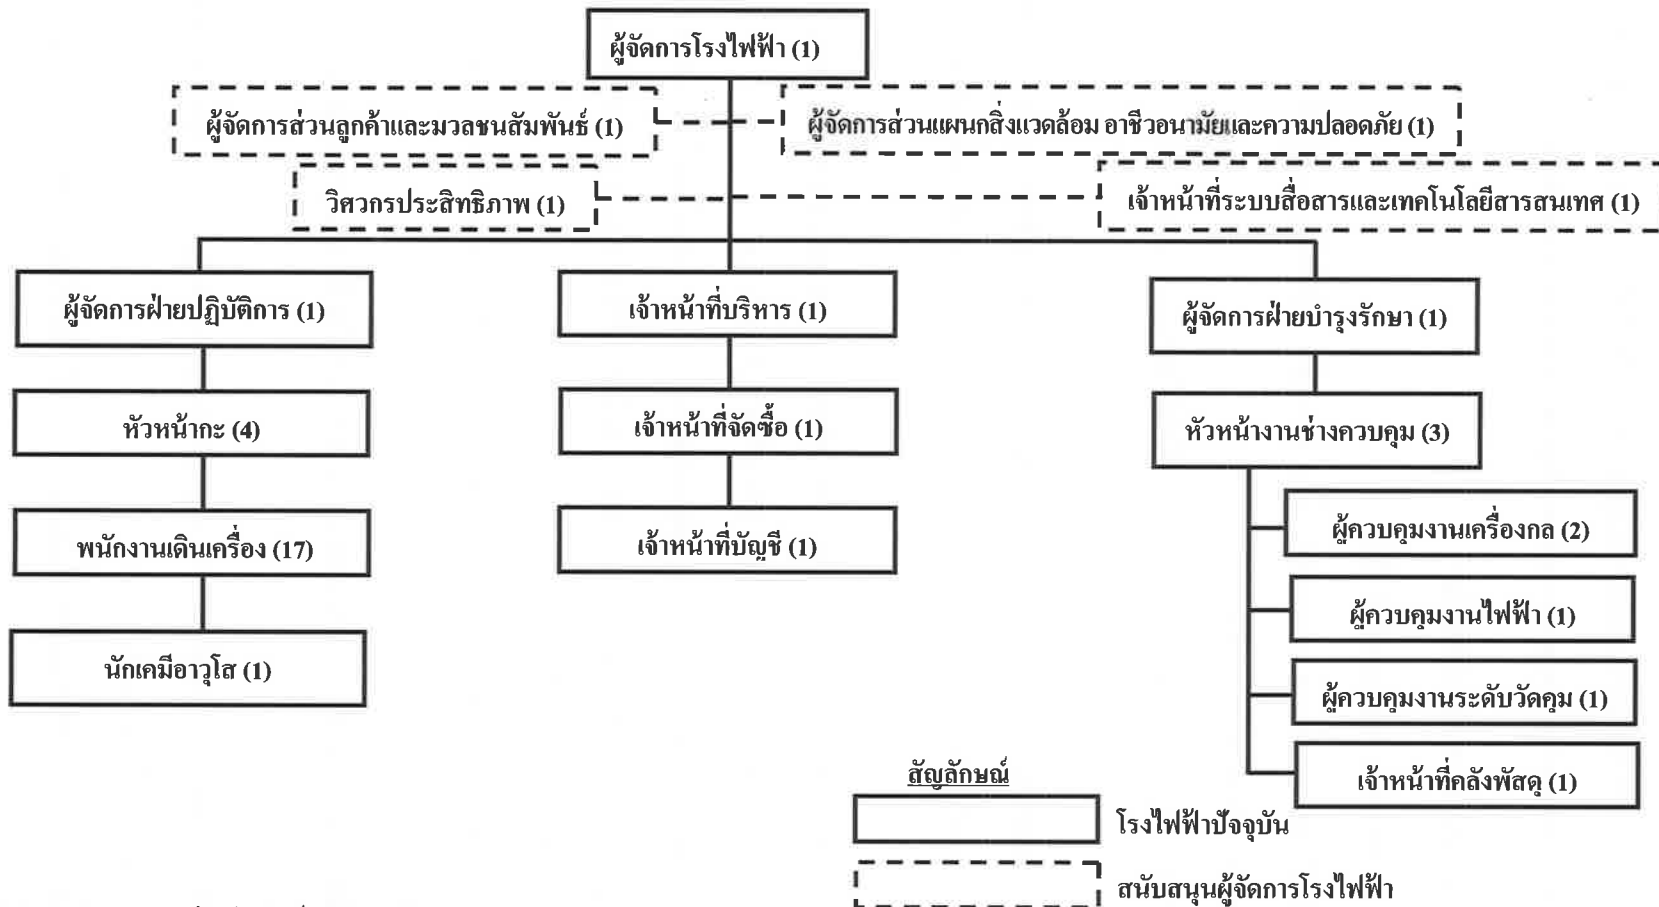 ผู้จัดการโรงไฟฟ้า (1)
ผู้จัดการส่วนลูกค้าและมวลชนสัมพันธ์ (1)
ผู้จัดการส่วนแผนกสิ่งแวดล้อม อาชีวอนามัยและความปลอดภัย (1)
วิศวกรประสิทธิภาพ (1)
เจ้าหน้าที่ระบบสื่อสารและเทคโนโลยีสารสนเทศ (1)
ผู้จัดการฝ่ายปฏิบัติการ (1)
เจ้าหน้าที่บริหาร (1)
ผู้จัดการฝ่ายบำรุงรักษา (1)
หัวหน้ากะ (4)
เจ้าหน้าที่จัดซื้อ (1)
หัวหน้างานช่างควบคุม (3)
พนักงานเดินเครื่อง (17)
เจ้าหน้าที่บัญชี (1)
ผู้ควบคุมงานเครื่องกล (2)
ผู้ควบคุมงานไฟฟ้า (1)
นักเคมีอาวุโส (1)
ผู้ควบคุมงานระดับวัดคุม (1)
เจ้าหน้าที่คลังพัสดุ (1)
สัญลักษณ์
โรงไฟฟ้าปัจจุบัน
สนับสนุนผู้จัดการโรงไฟฟ้า